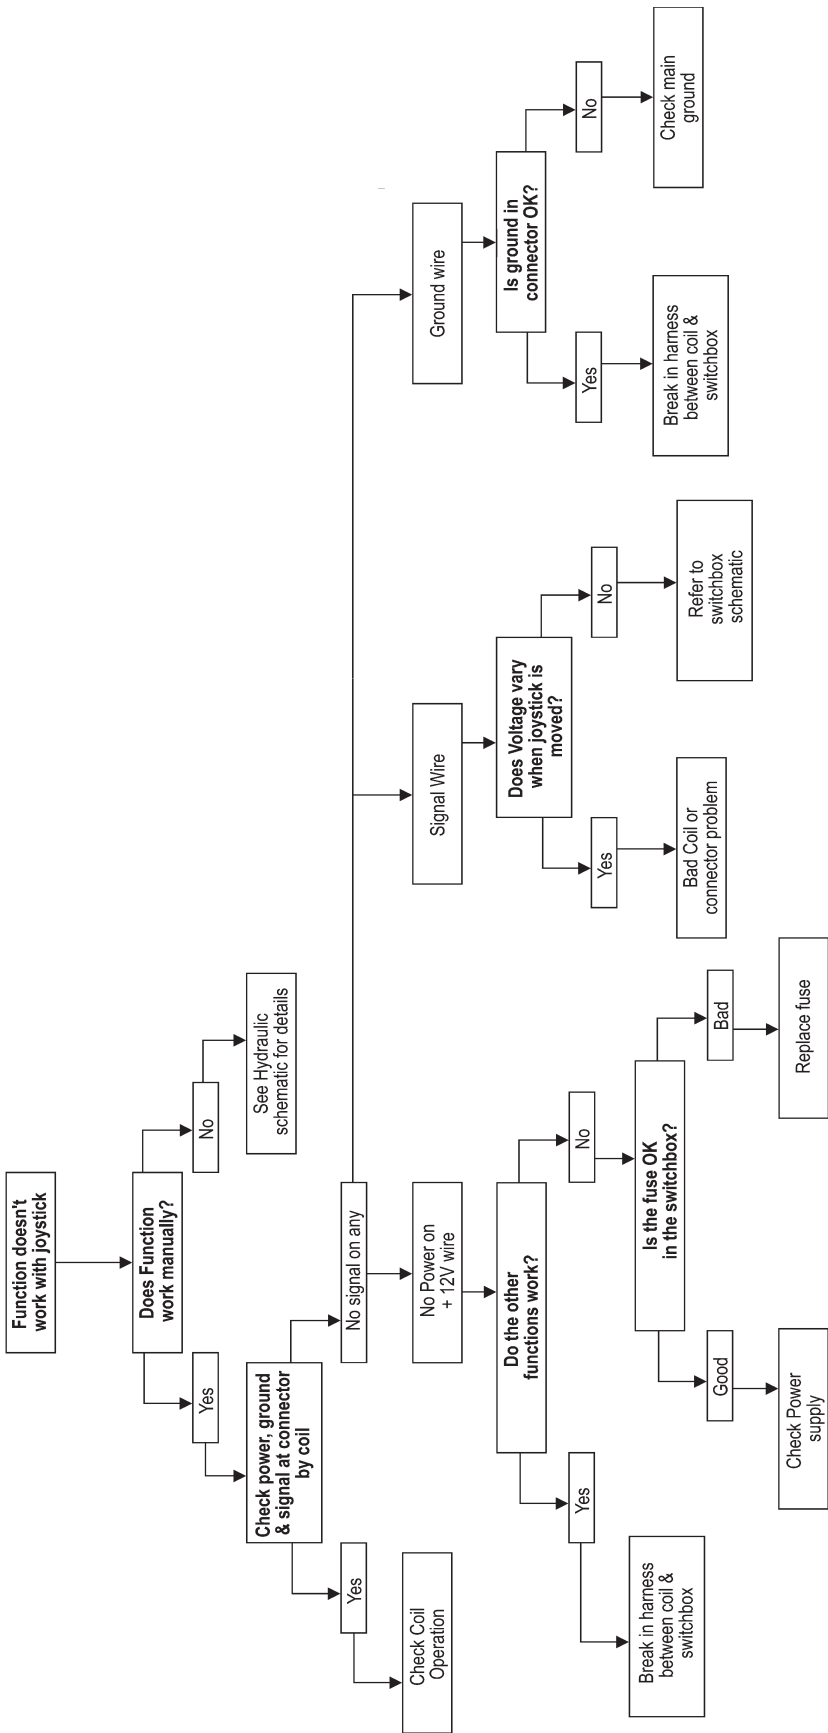 Function doesn't
work with joystick
Does Function
work manually?
Yes
No
See Hydraulic
schematic for details
Check power, ground
& signal at connector
by coil
Yes
No signal on any
Check Coil
Operation
No Power on
+ 12V wire
Signal Wire
Ground wire
Do the other
functions work?
Does Voltage vary
when joystick is
moved?
Is ground in
connector OK?
Yes
No
Yes
No
Yes
No
Break in harness
between coil &
switchbox
Is the fuse OK
in the switchbox?
Bad Coil or
connector problem
Refer to
switchbox
schematic
Break in harness
between coil &
switchbox
Check main
ground
Good
Bad
Check Power
supply
Replace fuse